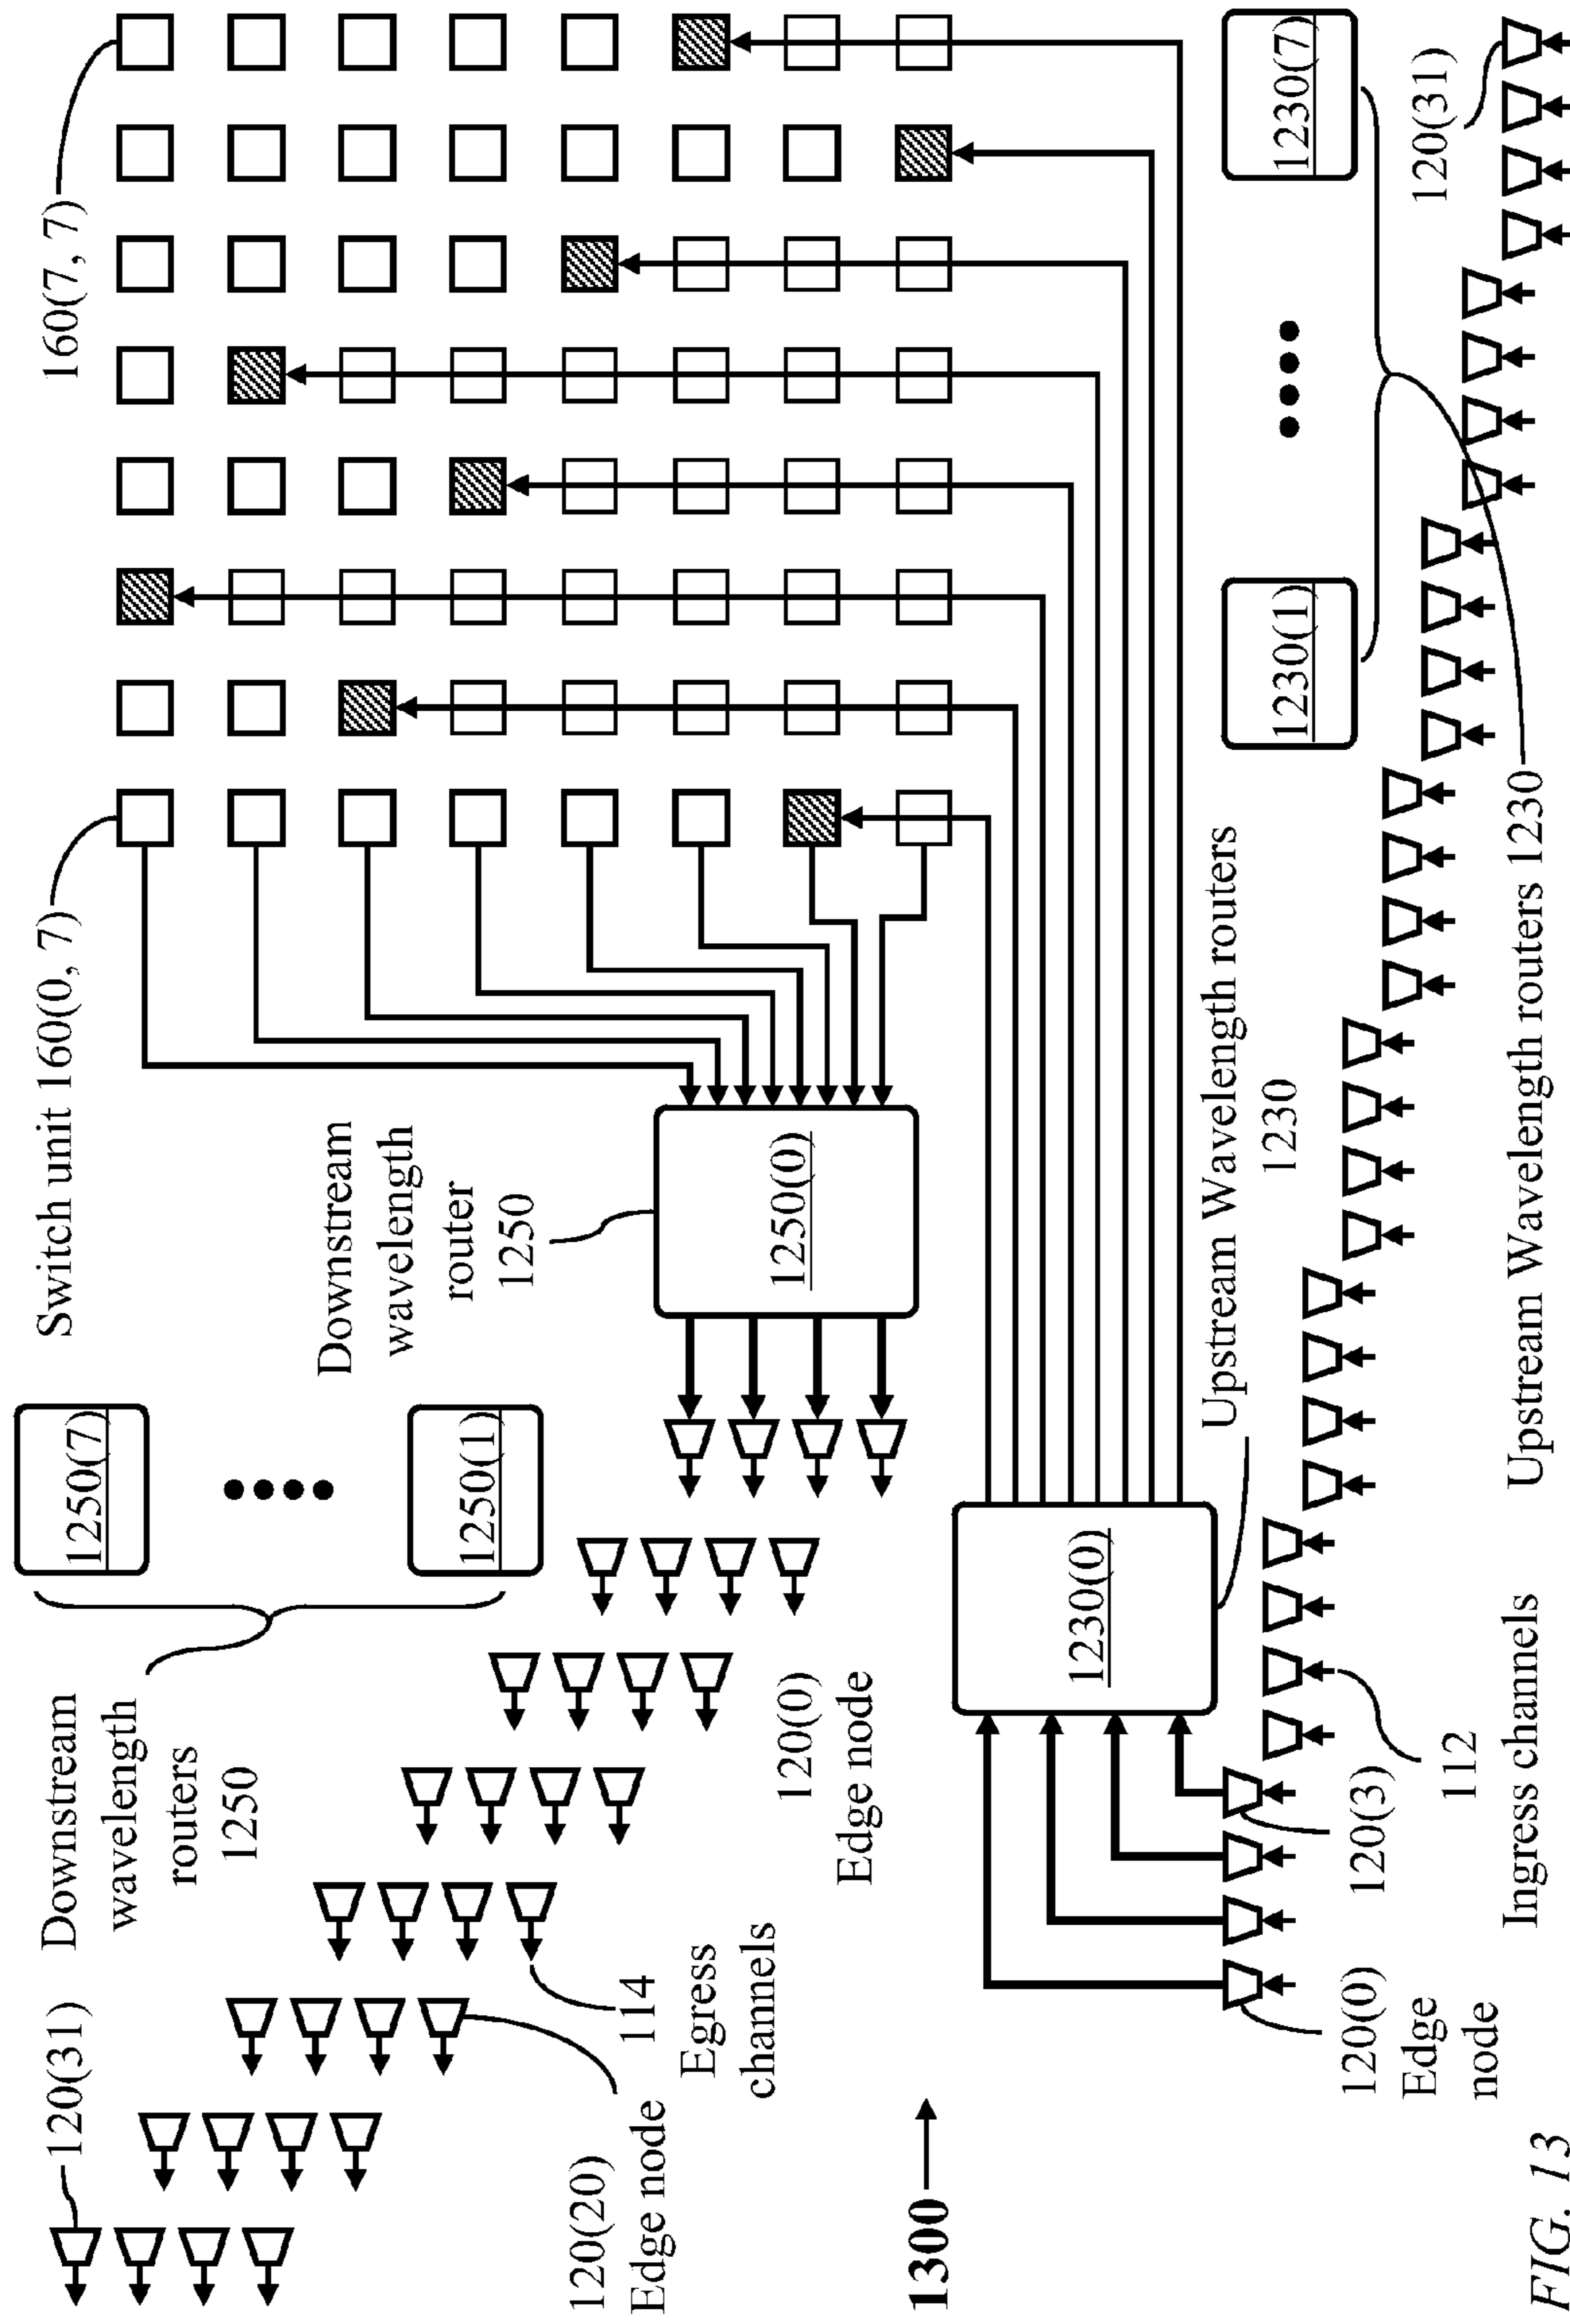 120(31)
Downstream
wavelength
routers
1250
1250(7)
1250(1)
Switch unit 160(0, 7)
160(7, 7)
Downstream
wavelength
router
1250
1250(0)
120(20)
Edge node
114
Egress
channels
120(0)
Edge node
1300
1230(0)
Upstream Wavelength routers
1230
1230(1)
1230(7)
120(0)
Edge
node
120(3)
112
Ingress channels
Upstream Wavelength routers 1230
120(31)
FIG. 13